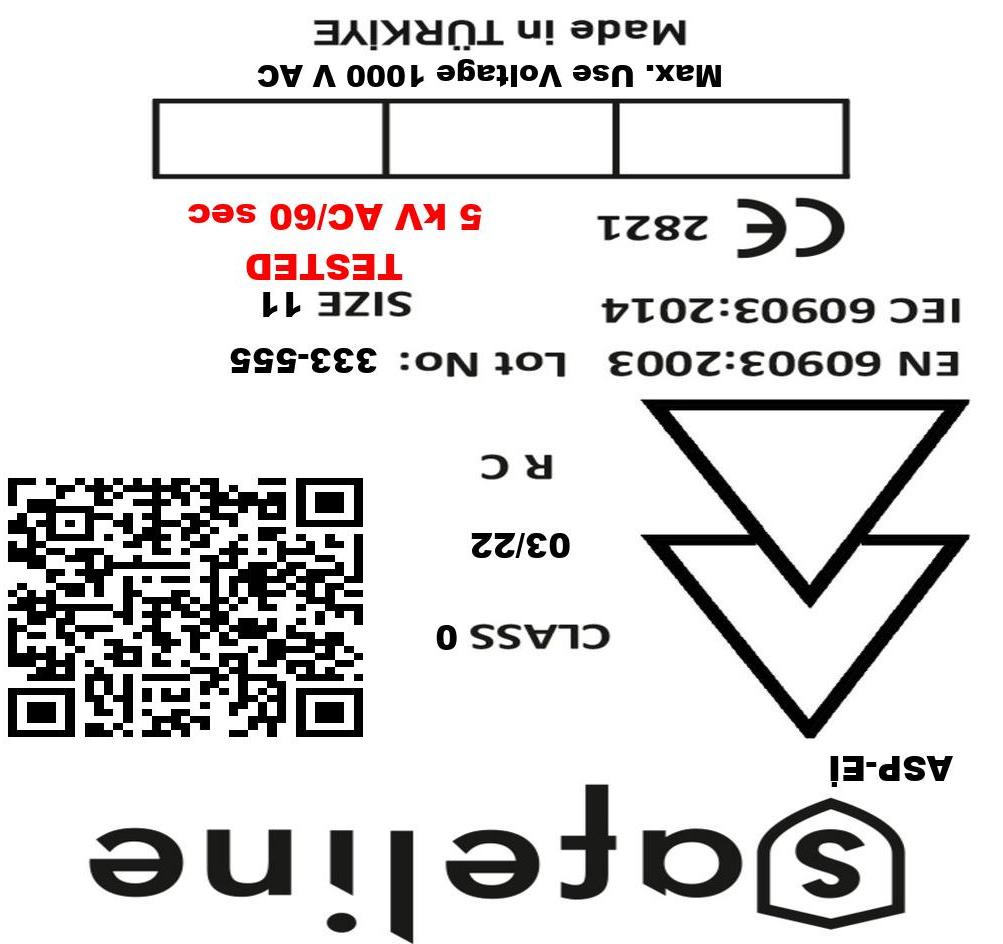 safeline
ASP-Ei
CLASS 0
03/22
R C
EN 60903:2003 Lot No: 333-555
IEC 60903:2014 SIZE 11
TESTED
CE 2821 5 kV AC/60 sec
Max. Use Voltage 1000 V AC
Made in TÜRKİYE